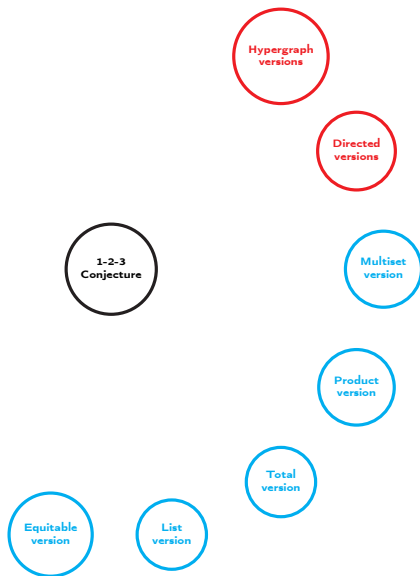 Hypergraph
versions
Directed
versions
1-2-3
Conjecture
Multiset
version
Product
version
Total
version
Equitable
version
List
version